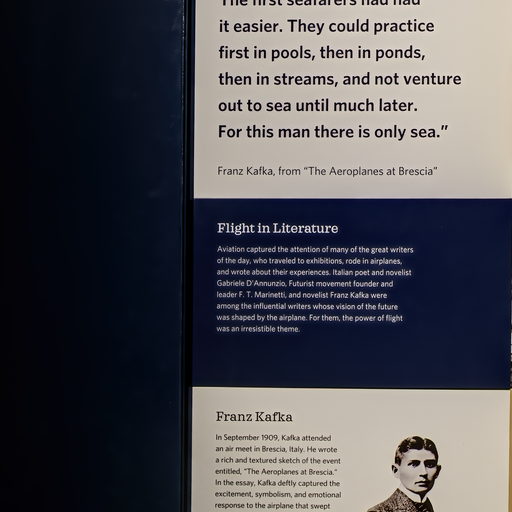 The first seafarers had had
it easier. They could practice
first in pools, then in ponds,
then in streams, and not venture
out to sea until much later.
For this man there is only sea.”
Franz Kafka, from “The Aeroplanes at Brescia”
Flight in Literature
Aviation captured the attention of many of the great writers
of the day, who traveled to exhibitions, rode in airplanes,
and wrote about their experiences. Italian poet and novelist
Gabriele D’Annunzio, Futurist movement founder and
leader F. T. Marinetti, and novelist Franz Kafka were
among the influential writers whose vision of the future
was shaped by the airplane. For them, the power of flight
was an irresistible theme.
Franz Kafka
In September 1909, Kafka attended
an air meet in Brescia, Italy. He wrote
a rich and textured sketch of the event
entitled, “The Aeroplanes at Brescia.”
In the essay, Kafka deftly captured the
excitement, symbolism, and emotional
response to the airplane that swept